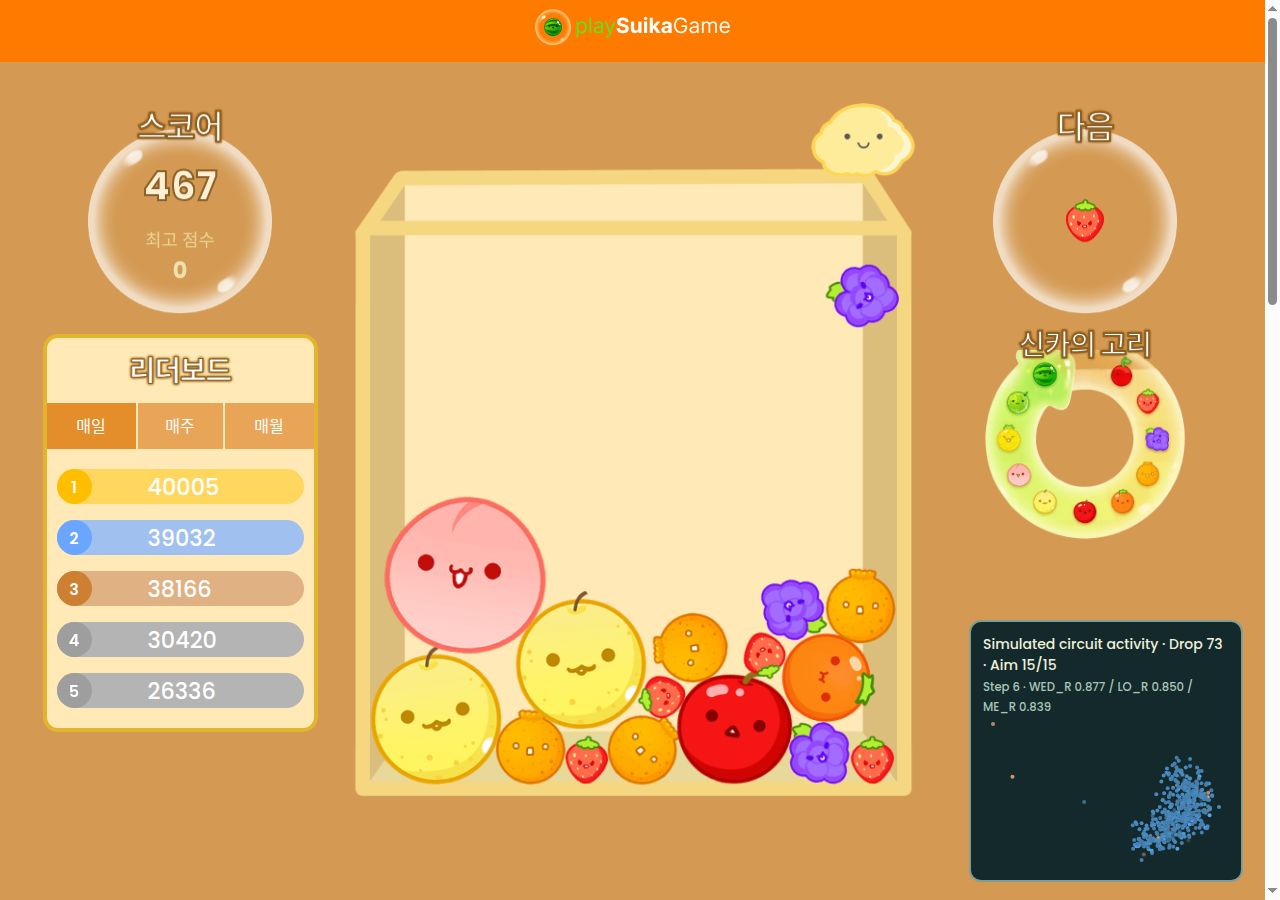 playSuikaGame
스코어
467
최고 점수
0
리더보드
매일
매주
매월
1 40005
2 39032
3 38166
4 30420
5 26336
다음
신카의 고리
Simulated circuit activity · Drop 73
· Aim 15/15
Step 6 · WED_R 0.877 / LO_R 0.850 /
ME_R 0.839